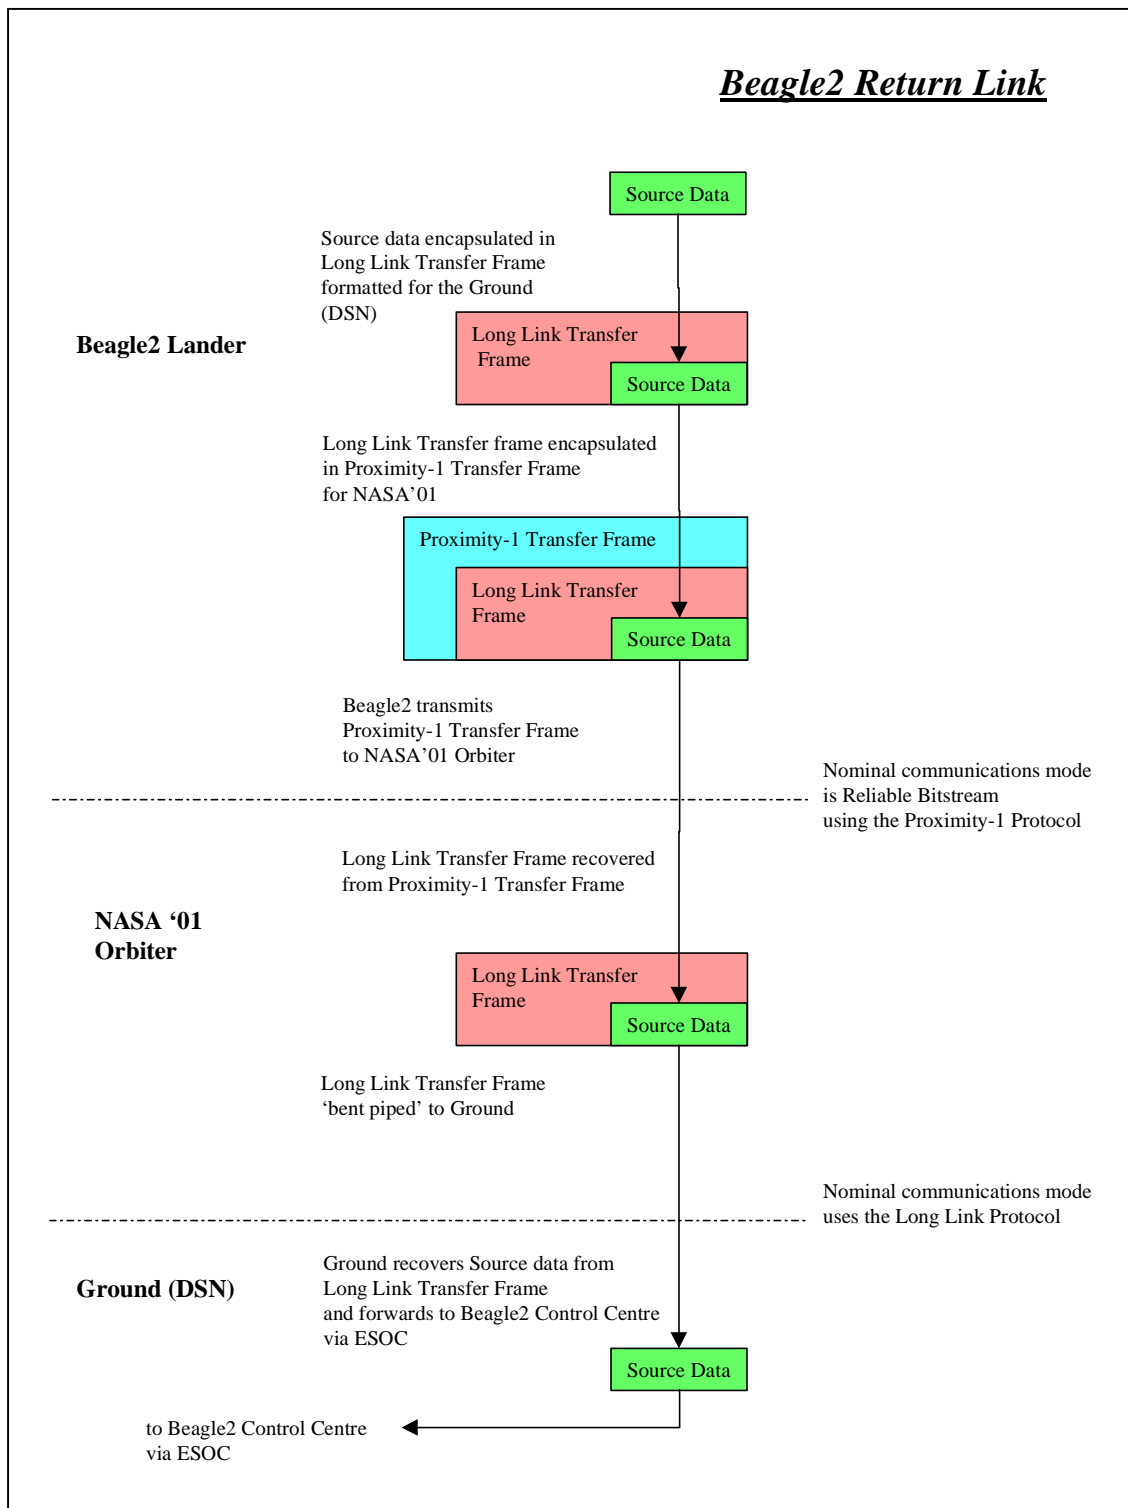 Beagle2 Return Link
Source Data
Source data encapsulated in
Long Link Transfer Frame
formatted for the Ground
(DSN)
Beagle2 Lander
Long Link Transfer
Frame
Source Data
Long Link Transfer frame encapsulated
in Proximity-1 Transfer Frame
for NASA’01
Proximity-1 Transfer Frame
Long Link Transfer
Frame
Source Data
Beagle2 transmits
Proximity-1 Transfer Frame
to NASA’01 Orbiter
Nominal communications mode
is Reliable Bitstream
using the Proximity-1 Protocol
Long Link Transfer Frame recovered
from Proximity-1 Transfer Frame
NASA ‘01
Orbiter
Long Link Transfer
Frame
Source Data
Long Link Transfer Frame
‘bent piped’ to Ground
Nominal communications mode
uses the Long Link Protocol
Ground (DSN)
Ground recovers Source data from
Long Link Transfer Frame
and forwards to Beagle2 Control Centre
via ESOC
Source Data
to Beagle2 Control Centre
via ESOC